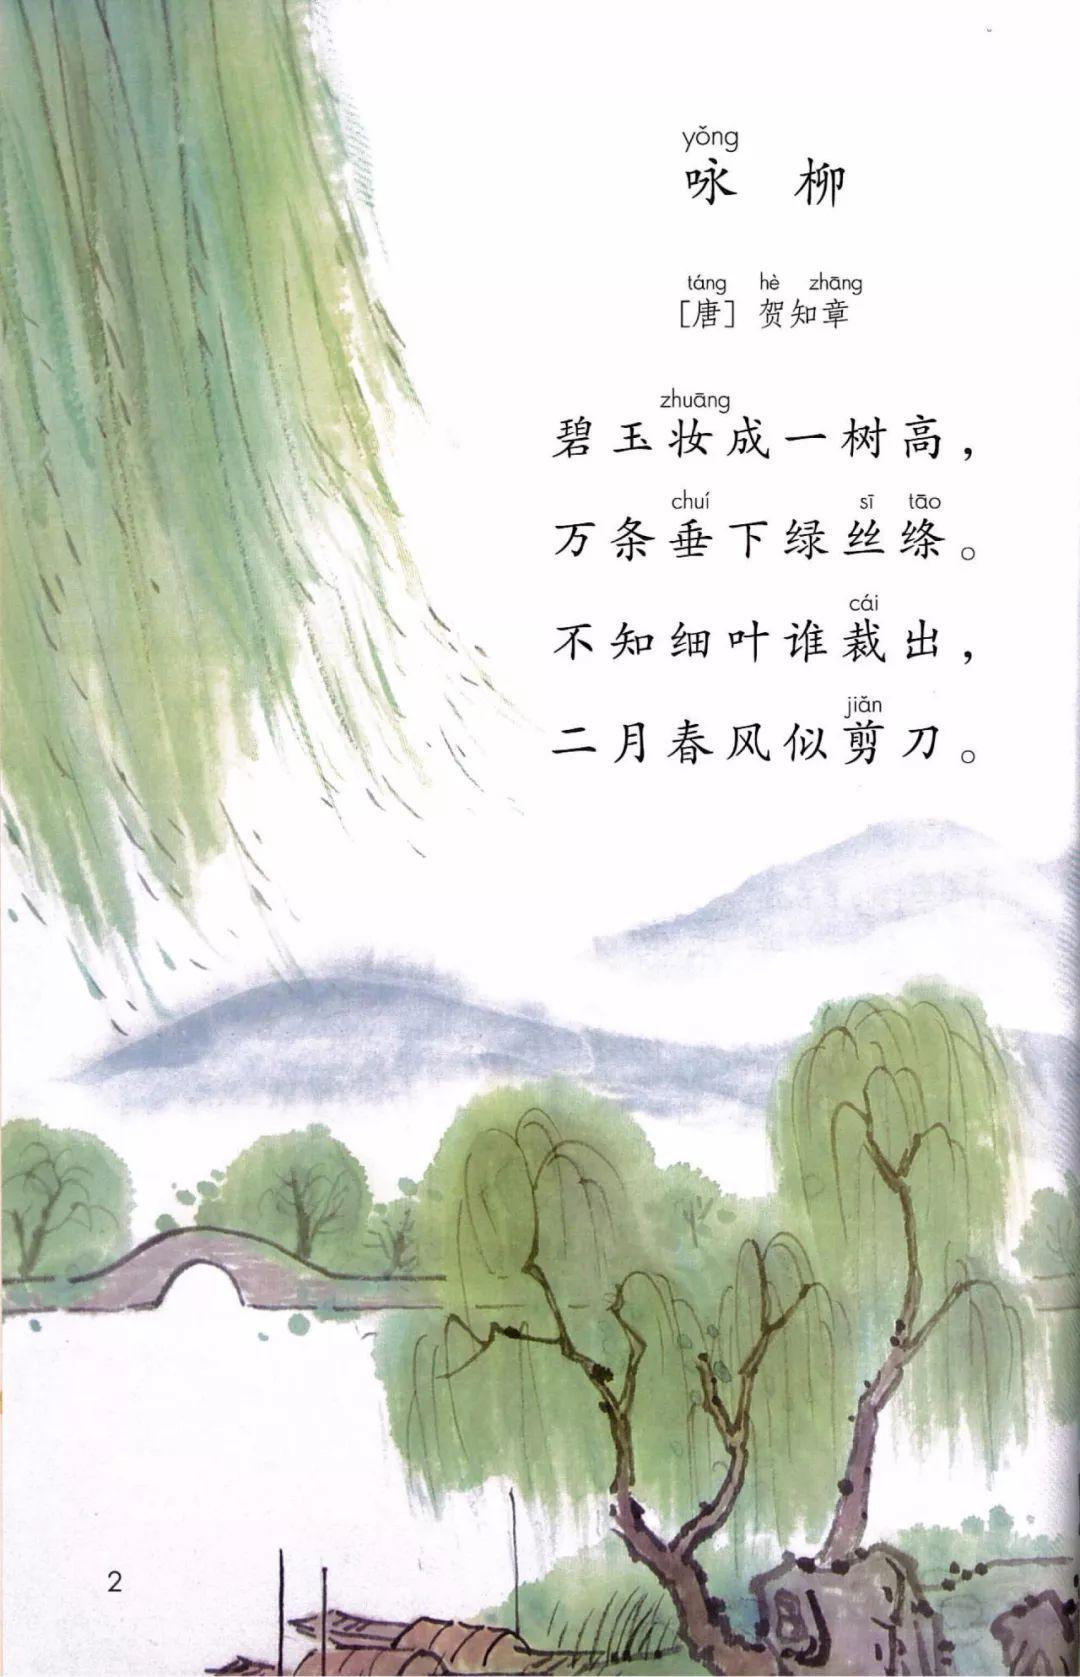 yǒng
咏 柳
táng hè zhāng
[唐] 贺知章
zhuāng
碧玉妆成一树高，
chuí sī tāo
万条垂下绿丝绦。
cái
不知细叶谁裁出，
jiǎn
二月春风似剪刀。
2